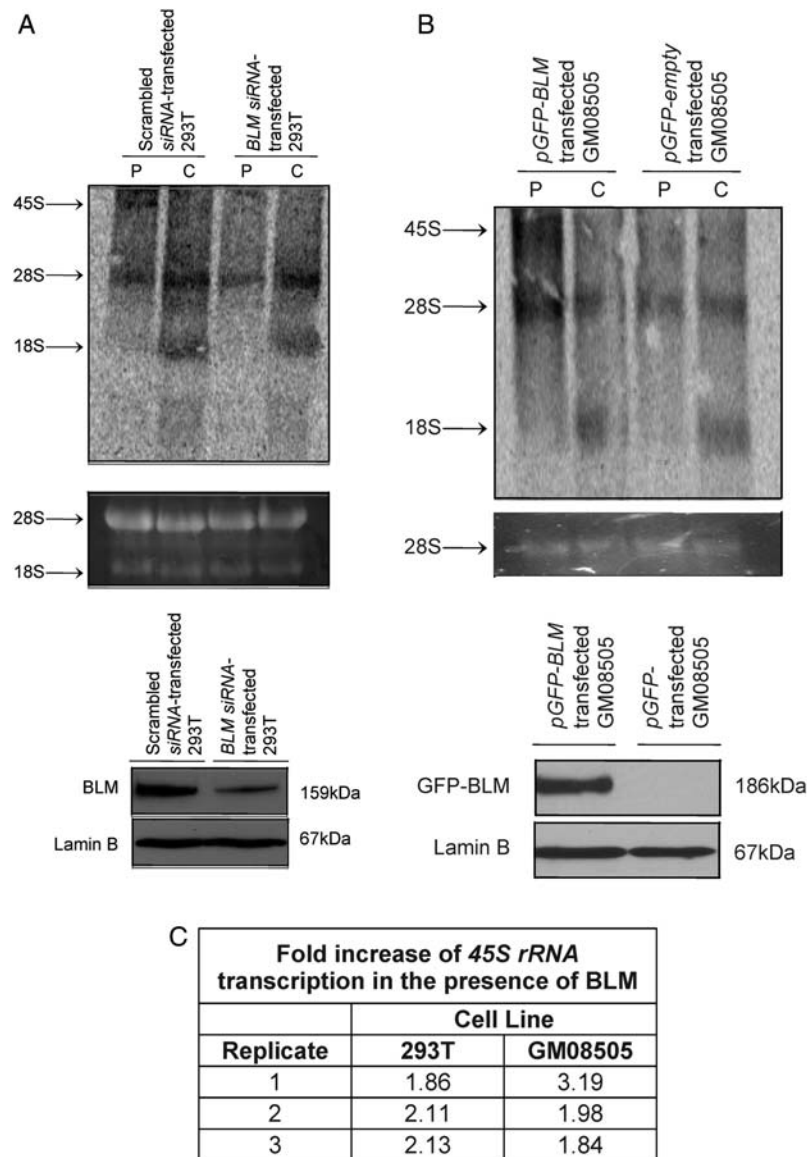 A
Scrambled
siRNA-transfected
293T
BLM siRNA-
transfected
293T
P C P C
45S
28S
18S
28S
18S
Scrambled
siRNA-transfected
293T
BLM siRNA-
transfected
293T
BLM
159kDa
Lamin B
67kDa
B
pGFP-BLM
transfected
GM08505
pGFP-empty
transfected
GM08505
P C P C
45S
28S
18S
28S
pGFP-BLM
transfected
GM08505
pGFP-
transfected
GM08505
GFP-BLM
186kDa
Lamin B
67kDa
C
Fold increase of 45S rRNA
transcription in the presence of BLM
Cell Line
Replicate 293T GM08505
1 1.86 3.19
2 2.11 1.98
3 2.13 1.84